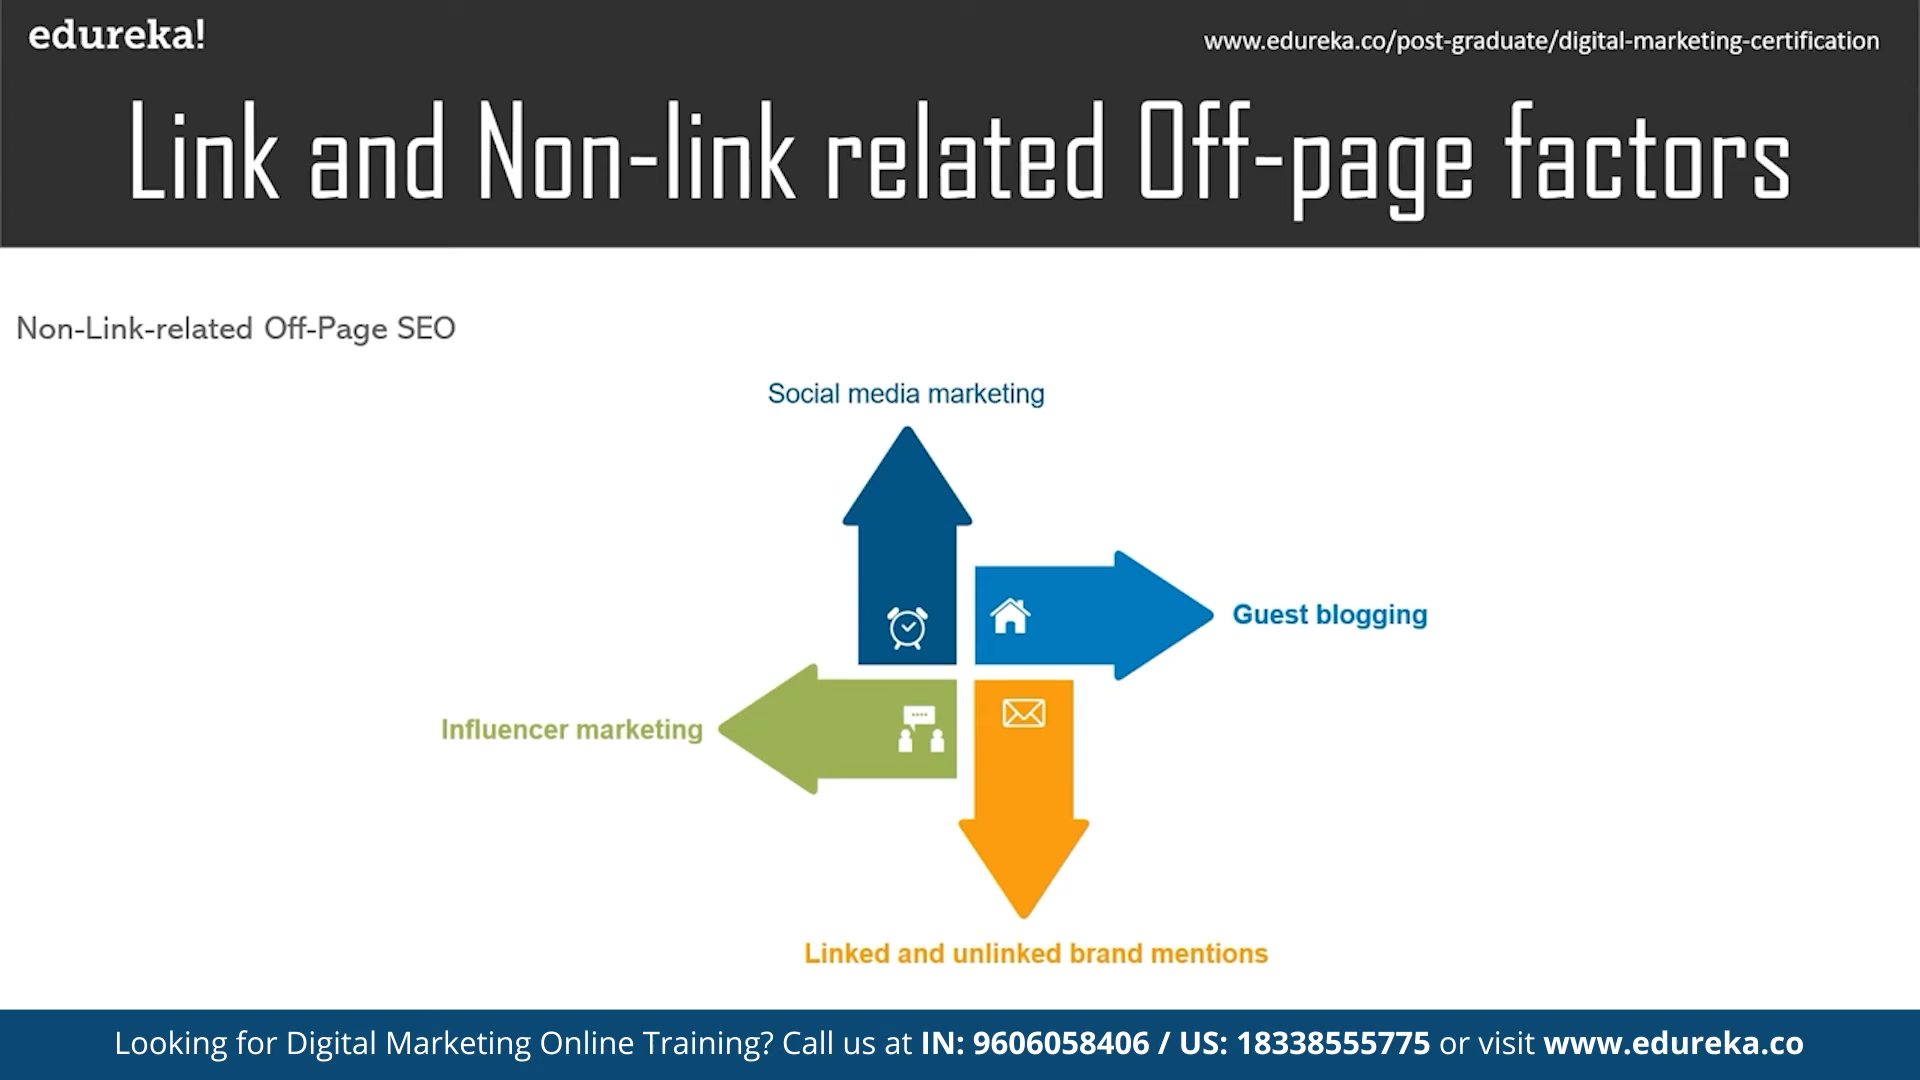 edureka!
www.edureka.co/post-graduate/digital-marketing-certification
Link and Non-link related Off-page factors
Non-Link-related Off-Page SEO
Social media marketing
Guest blogging
Influencer marketing
Linked and unlinked brand mentions
Looking for Digital Marketing Online Training? Call us at IN: 9606058406 / US: 18338555775 or visit www.edureka.co